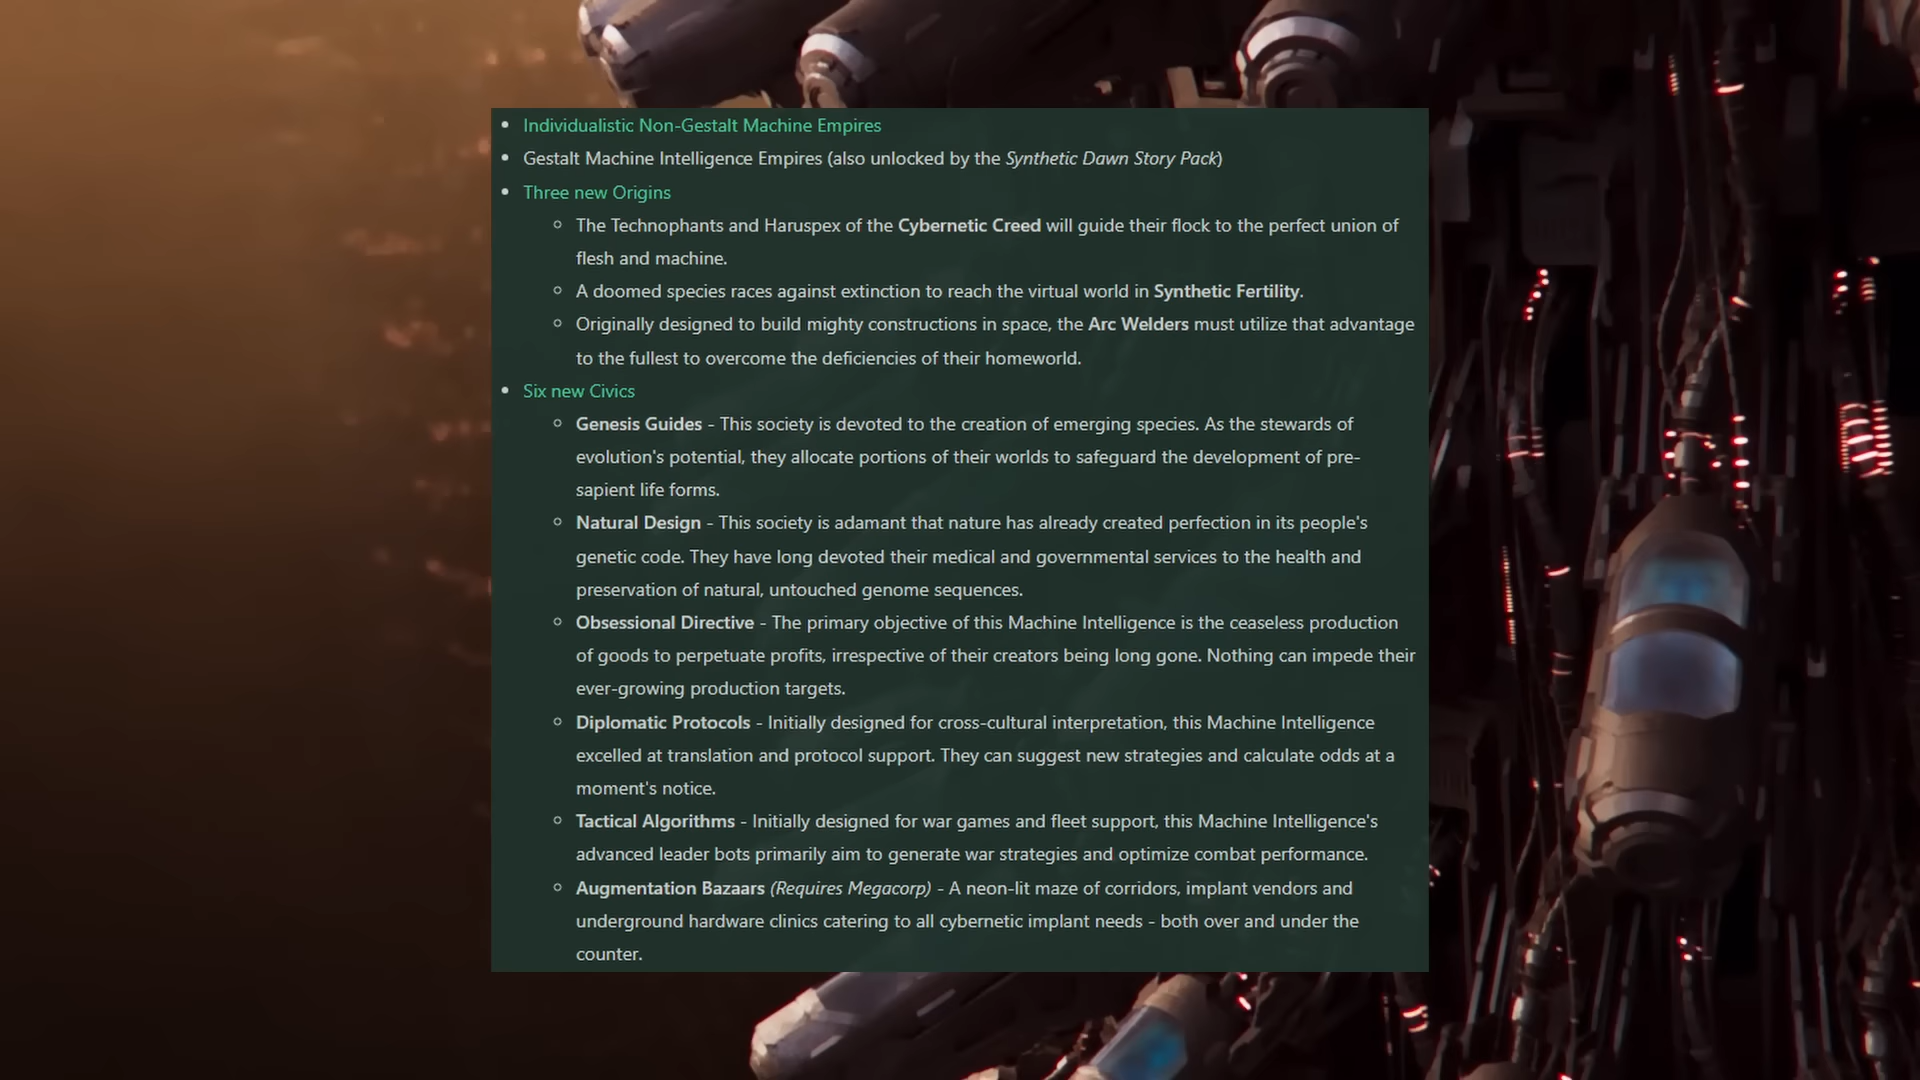 Individualistic Non-Gestalt Machine Empires
Gestalt Machine Intelligence Empires (also unlocked by the Synthetic Dawn Story Pack)
Three new Origins
The Technophants and Haruspex of the Cybernetic Creed will guide their flock to the perfect union of
flesh and machine.
A doomed species races against extinction to reach the virtual world in Synthetic Fertility.
Originally designed to build mighty constructions in space, the Arc Welders must utilize that advantage
to the fullest to overcome the deficiencies of their homeworld.
Six new Civics
Genesis Guides - This society is devoted to the creation of emerging species. As the stewards of
evolution's potential, they allocate portions of their worlds to safeguard the development of pre-
sapient life forms.
Natural Design - This society is adamant that nature has already created perfection in its people's
genetic code. They have long devoted their medical and governmental services to the health and
preservation of natural, untouched genome sequences.
Obsessional Directive - The primary objective of this Machine Intelligence is the ceaseless production
of goods to perpetuate profits, irrespective of their creators being long gone. Nothing can impede their
ever-growing production targets.
Diplomatic Protocols - Initially designed for cross-cultural interpretation, this Machine Intelligence
excelled at translation and protocol support. They can suggest new strategies and calculate odds at a
moment's notice.
Tactical Algorithms - Initially designed for war games and fleet support, this Machine Intelligence's
advanced leader bots primarily aim to generate war strategies and optimize combat performance.
Augmentation Bazaars (Requires Megacorp) - A neon-lit maze of corridors, implant vendors and
underground hardware clinics catering to all cybernetic implant needs - both over and under the
counter.